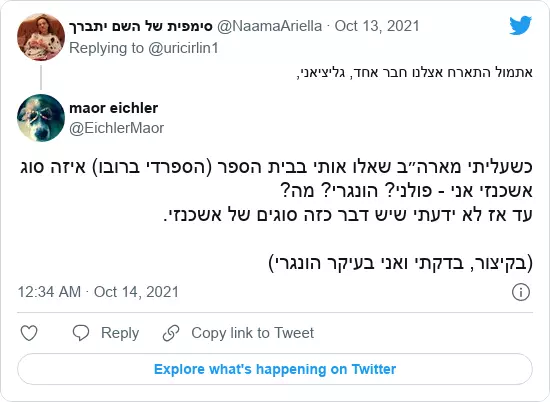 סימפית של השם יתברך @NaamaAriella · Oct 13, 2021
Replying to @uricirlin1
אתמול התארח אצלנו חבר אחד, גליציאני,
maor eichler
@EichlerMaor
כשעליתי מארה״ב שאלו אותי בבית הספר (הספרדי ברובו) איזה סוג
אשכנזי אני - פולני? הונגרי? מה?
עד אז לא ידעתי שיש דבר כזה סוגים של אשכנזי.
(בקיצור, בדקתי ואני בעיקר הונגרי)
12:34 AM · Oct 14, 2021
Reply
Copy link to Tweet
Explore what's happening on Twitter